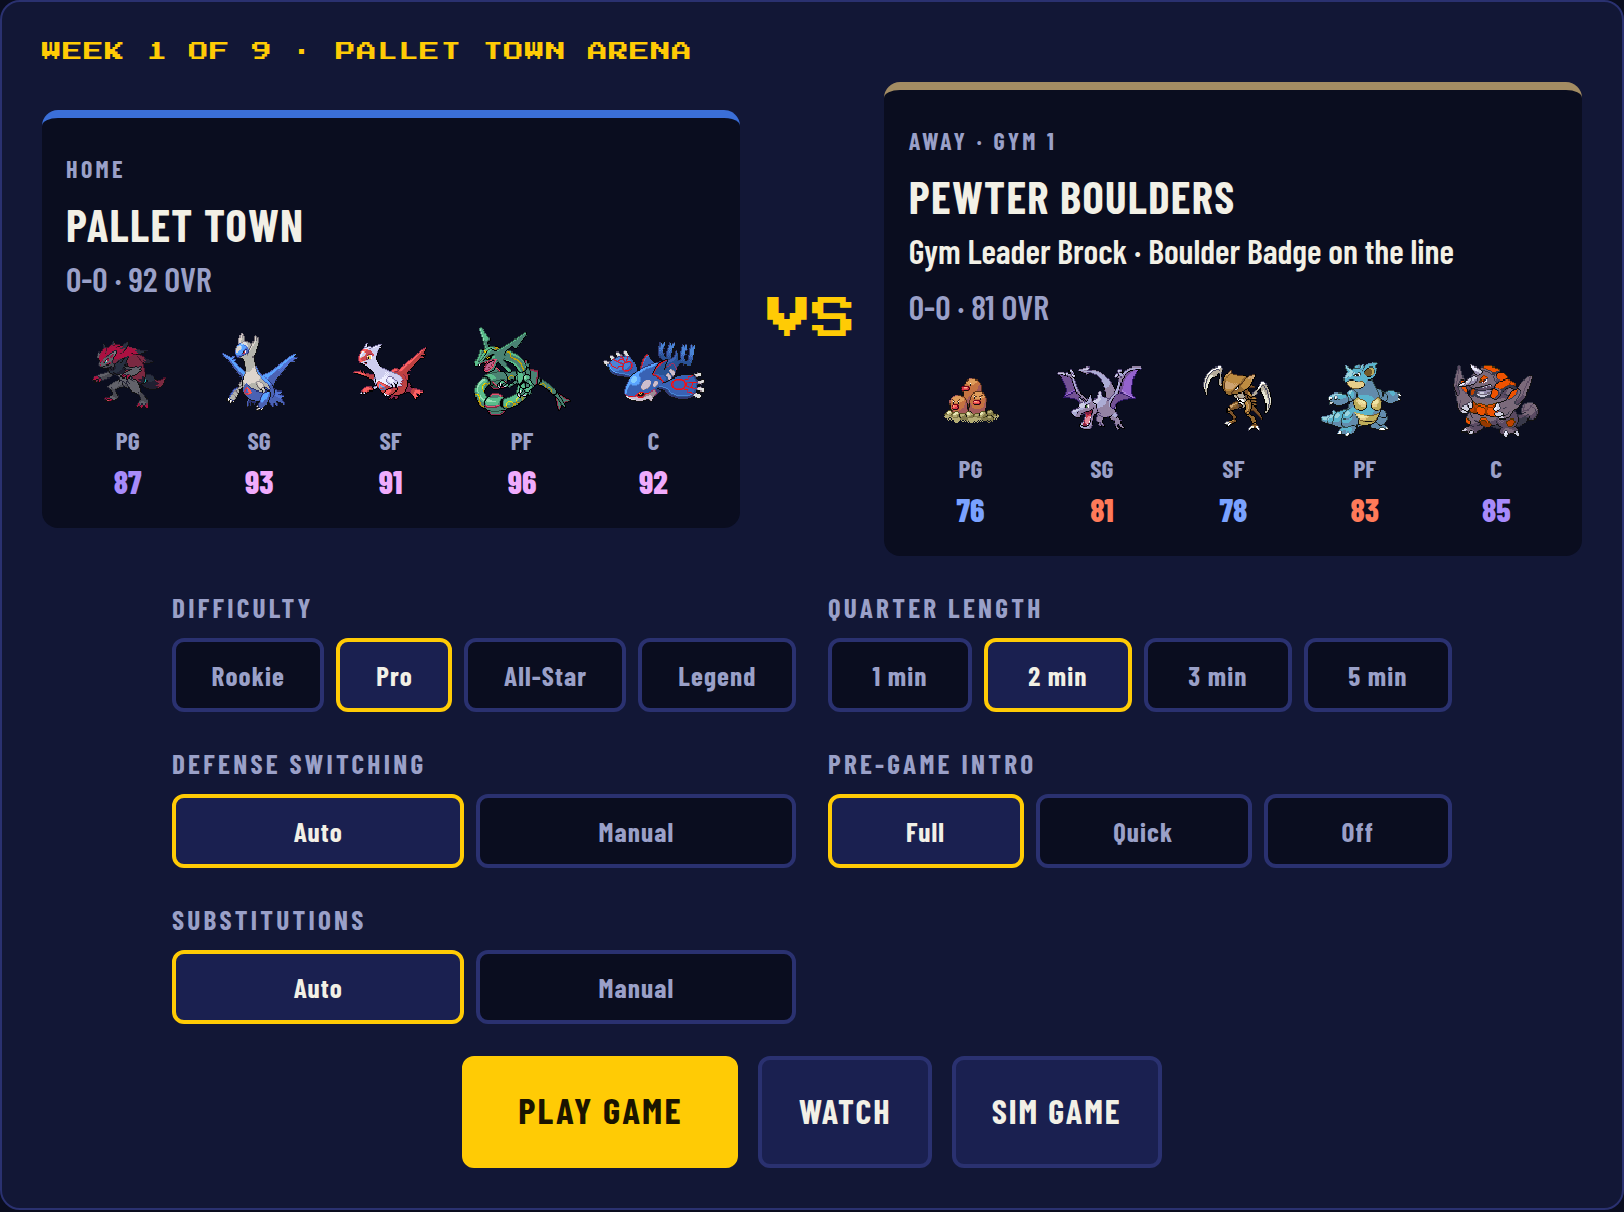 WEEK 1 OF 9 · PALLET TOWN ARENA
HOME
PALLET TOWN
0-0 · 92 OVR
PG SG SF PF C
87 93 91 96 92
VS
AWAY · GYM 1
PEWTER BOULDERS
Gym Leader Brock · Boulder Badge on the line
0-0 · 81 OVR
PG SG SF PF C
76 81 78 83 85
DIFFICULTY
Rookie Pro All-Star Legend
QUARTER LENGTH
1 min 2 min 3 min 5 min
DEFENSE SWITCHING
Auto Manual
PRE-GAME INTRO
Full Quick Off
SUBSTITUTIONS
Auto Manual
PLAY GAME WATCH SIM GAME